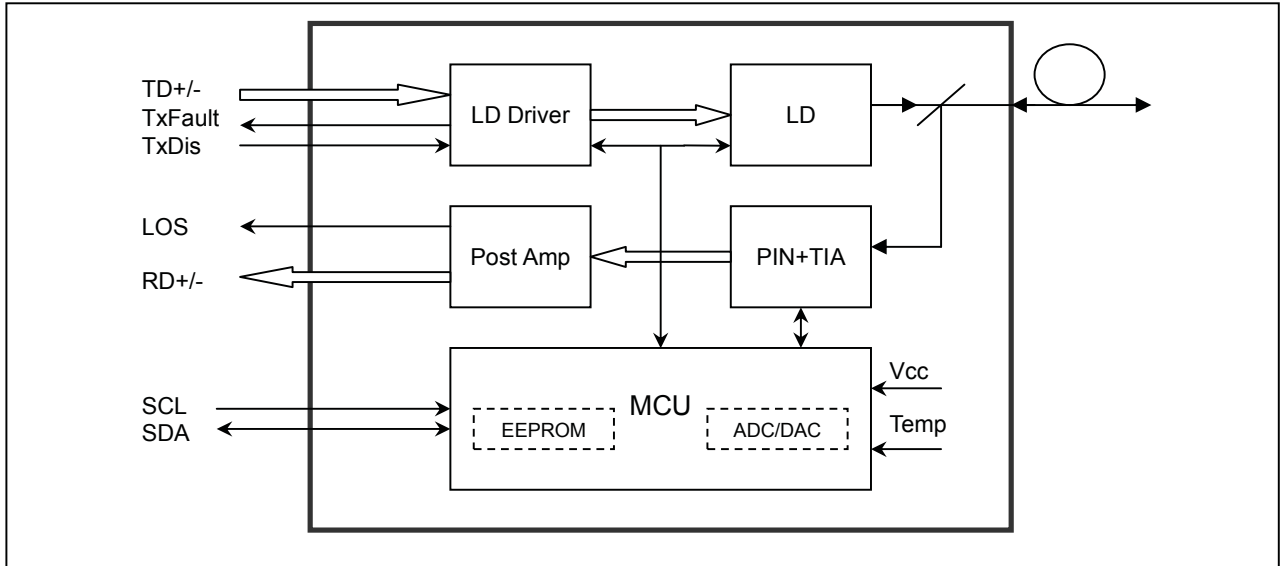 TD+/-
TxFault
TxDis
LD Driver
LD
LOS
RD+/-
Post Amp
PIN+TIA
SCL
SDA
MCU
EEPROM
ADC/DAC
Vcc
Temp